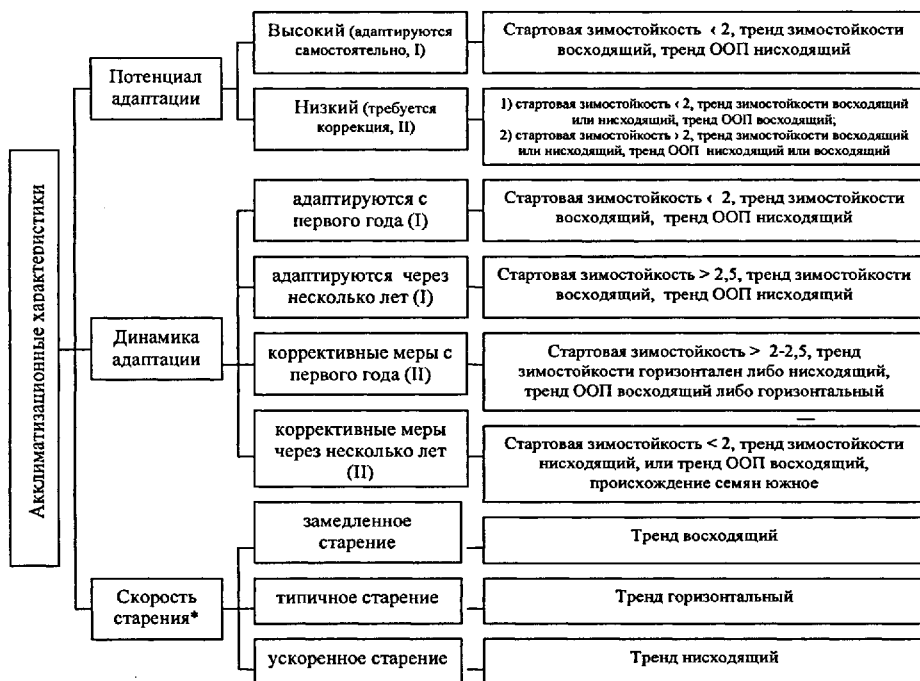 Акклиматизационные характеристики
Потенциал
адаптации
Высокий (адаптируются
самостоятельно, I)
Стартовая зимостойкость ‹ 2, тренд зимостойкости
восходящий, тренд ООП нисходящий
Низкий (требуется
коррекция, II)
1) стартовая зимостойкость ‹ 2, тренд зимостойкости восходящий
или нисходящий, тренд ООП восходящий;
2) стартовая зимостойкость › 2, тренд зимостойкости восходящий
или нисходящий, тренд ООП нисходящий или восходящий
Динамика
адаптации
адаптируются с
первого года (I)
Стартовая зимостойкость ‹ 2, тренд зимостойкости
восходящий, тренд ООП нисходящий
адаптируются через
несколько лет (I)
Стартовая зимостойкость > 2,5, тренд зимостойкости
восходящий, тренд ООП нисходящий
коррективные меры с
первого года (II)
Стартовая зимостойкость > 2-2,5, тренд
зимостойкости горизонтален либо нисходящий,
тренд ООП восходящий либо горизонтальный
коррективные меры
через несколько лет
(II)
Стартовая зимостойкость < 2, тренд зимостойкости
нисходящий, или тренд ООП восходящий,
происхождение семян южное
Скорость
старения*
замедленное
старение
Тренд восходящий
типичное старение
Тренд горизонтальный
ускоренное старение
Тренд нисходящий